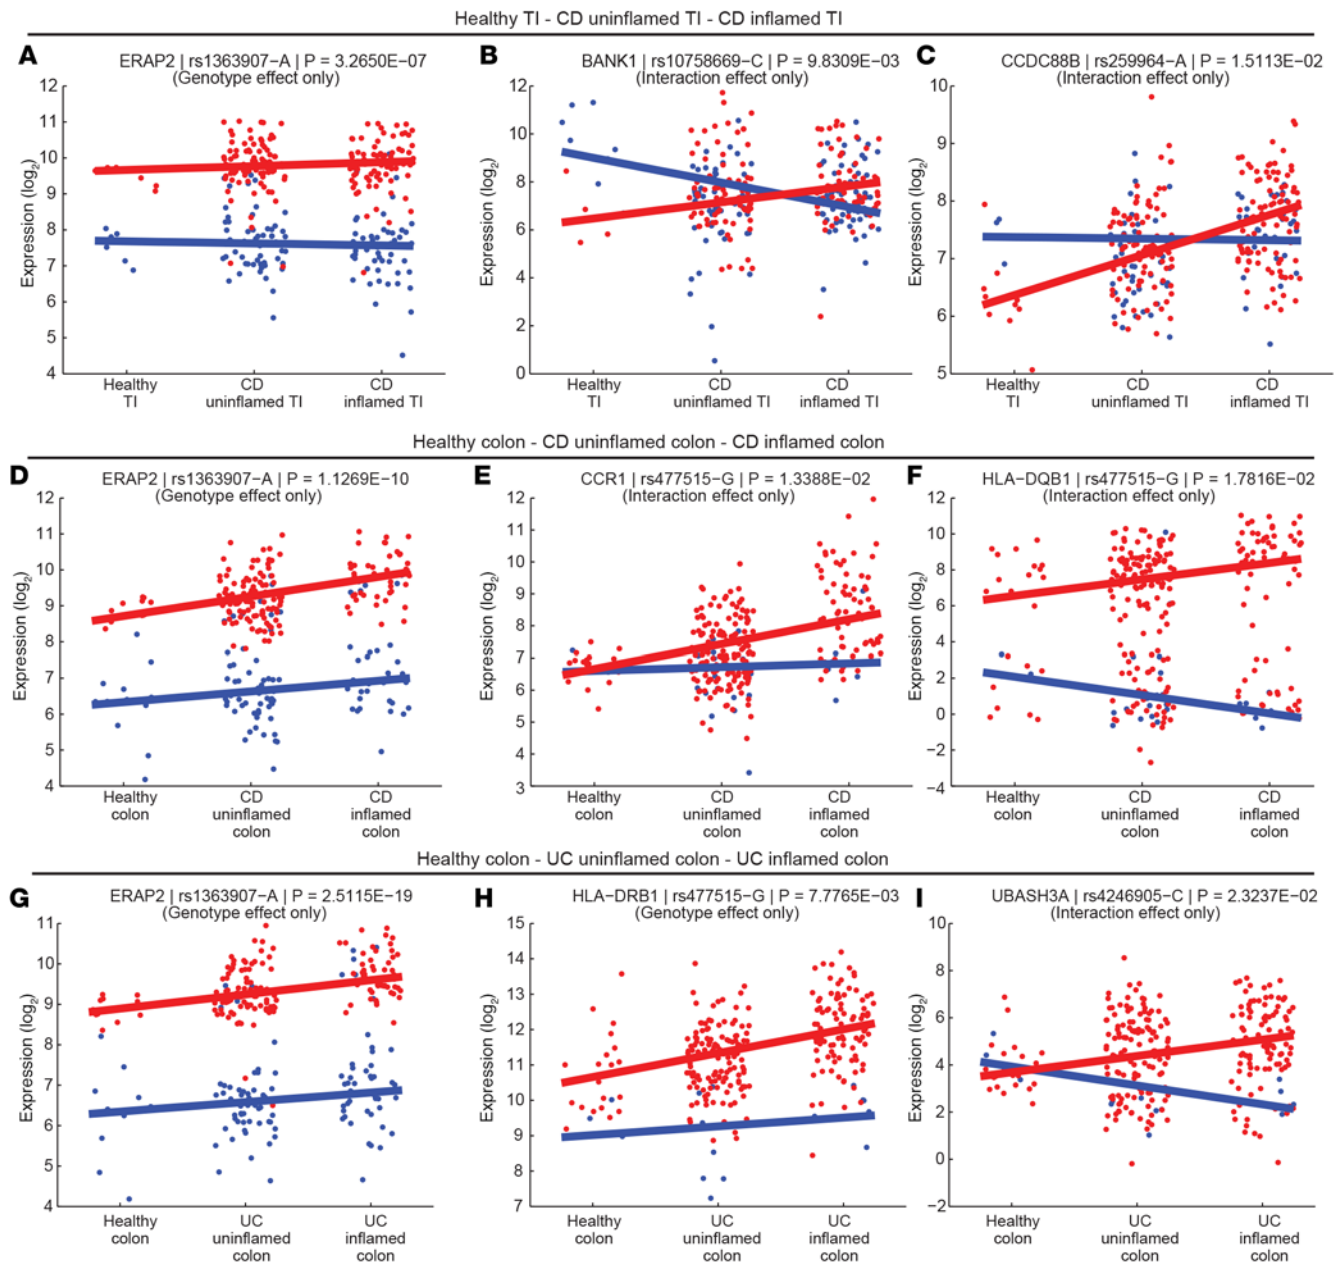 Healthy TI - CD uninflamed TI - CD inflamed TI
A
ERAP2 | rs1363907−A | P = 3.2650E−07
(Genotype effect only)
Expression (log2)
12
11
10
9
8
7
6
5
4
Healthy
TI
CD
uninflamed TI
CD
inflamed TI
B
BANK1 | rs10758669−C | P = 9.8309E−03
(Interaction effect only)
Expression (log2)
12
10
8
6
4
2
0
Healthy
TI
CD
uninflamed TI
CD
inflamed TI
C
CCDC88B | rs259964−A | P = 1.5113E−02
(Interaction effect only)
Expression (log2)
10
9
8
7
6
5
Healthy
TI
CD
uninflamed TI
CD
inflamed TI
Healthy colon - CD uninflamed colon - CD inflamed colon
D
ERAP2 | rs1363907−A | P = 1.1269E−10
(Genotype effect only)
Expression (log2)
12
11
10
9
8
7
6
5
4
Healthy
colon
CD
uninflamed
colon
CD
inflamed
colon
E
CCR1 | rs477515−G | P = 1.3388E−02
(Interaction effect only)
Expression (log2)
12
11
10
9
8
7
6
5
4
3
Healthy
colon
CD
uninflamed
colon
CD
inflamed
colon
F
HLA−DQB1 | rs477515−G | P = 1.7816E−02
(Interaction effect only)
Expression (log2)
12
10
8
6
4
2
0
−2
−4
Healthy
colon
CD
uninflamed
colon
CD
inflamed
colon
Healthy colon - UC uninflamed colon - UC inflamed colon
G
ERAP2 | rs1363907−A | P = 2.5115E−19
(Genotype effect only)
Expression (log2)
11
10
9
8
7
6
5
4
Healthy
colon
UC
uninflamed
colon
UC
inflamed
colon
H
HLA−DRB1 | rs477515−G | P = 7.7765E−03
(Genotype effect only)
Expression (log2)
15
14
13
12
11
10
9
8
7
Healthy
colon
UC
uninflamed
colon
UC
inflamed
colon
I
UBASH3A | rs4246905−C | P = 2.3237E−02
(Interaction effect only)
Expression (log2)
10
8
6
4
2
0
−2
Healthy
colon
UC
uninflamed
colon
UC
inflamed
colon